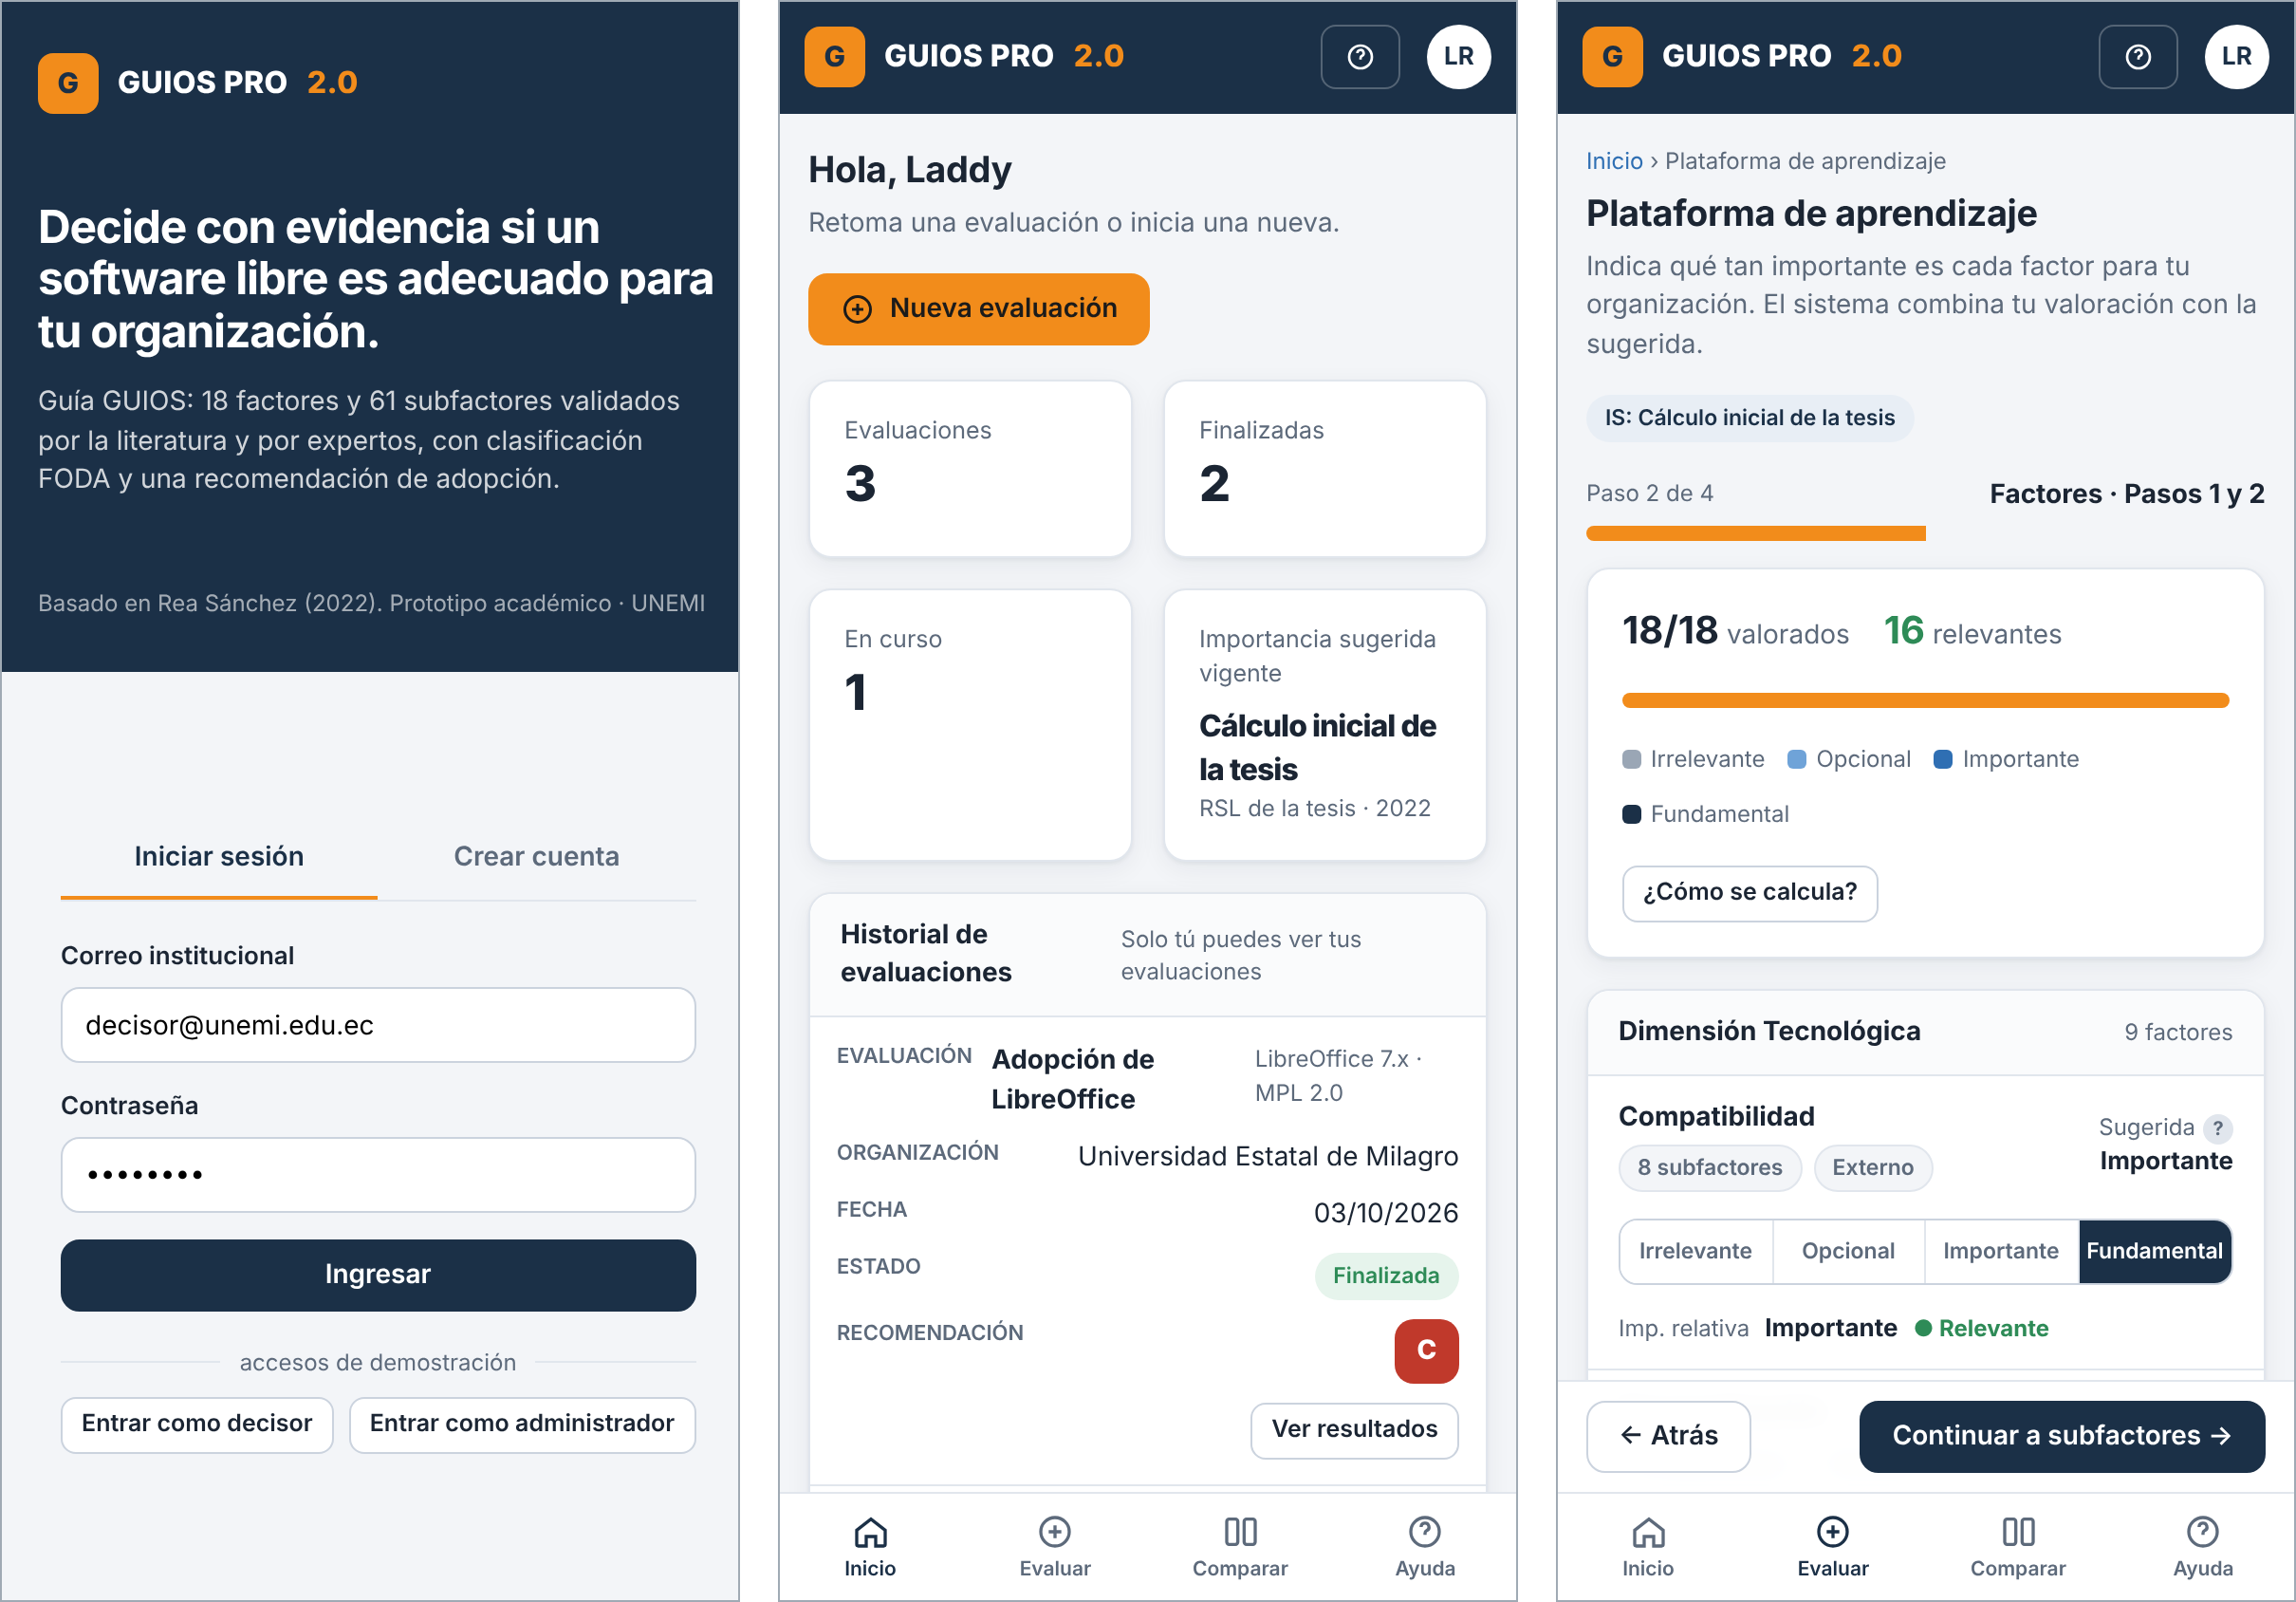 G GUIOS PRO 2.0
Decide con evidencia si un
software libre es adecuado para
tu organización.
Guía GUIOS: 18 factores y 61 subfactores validados
por la literatura y por expertos, con clasificación
FODA y una recomendación de adopción.
Basado en Rea Sánchez (2022). Prototipo académico · UNEMI
Iniciar sesión Crear cuenta
Correo institucional
decisor@unemi.edu.ec
Contraseña
••••••••
Ingresar
accesos de demostración
Entrar como decisor Entrar como administrador
G GUIOS PRO 2.0 ? LR
Hola, Laddy
Retoma una evaluación o inicia una nueva.
Nueva evaluación
Evaluaciones Finalizadas
3 2
En curso Importancia sugerida
vigente
1
Cálculo inicial de
la tesis
RSL de la tesis · 2022
Historial de
evaluaciones
Solo tú puedes ver tus
evaluaciones
EVALUACIÓN Adopción de
LibreOffice
LibreOffice 7.x ·
MPL 2.0
ORGANIZACIÓN Universidad Estatal de Milagro
FECHA 03/10/2026
ESTADO Finalizada
RECOMENDACIÓN C
Ver resultados
Inicio Evaluar Comparar Ayuda
G GUIOS PRO 2.0 ? LR
Inicio › Plataforma de aprendizaje
Plataforma de aprendizaje
Indica qué tan importante es cada factor para tu
organización. El sistema combina tu valoración con la
sugerida.
IS: Cálculo inicial de la tesis
Paso 2 de 4 Factores · Pasos 1 y 2
18/18 valorados 16 relevantes
Irrelevante Opcional Importante
Fundamental
¿Cómo se calcula?
Dimensión Tecnológica 9 factores
Compatibilidad
8 subfactores Externo
Sugerida ?
Importante
Irrelevante Opcional Importante Fundamental
Imp. relativa Importante Relevante
← Atrás Continuar a subfactores →
Inicio Evaluar Comparar Ayuda